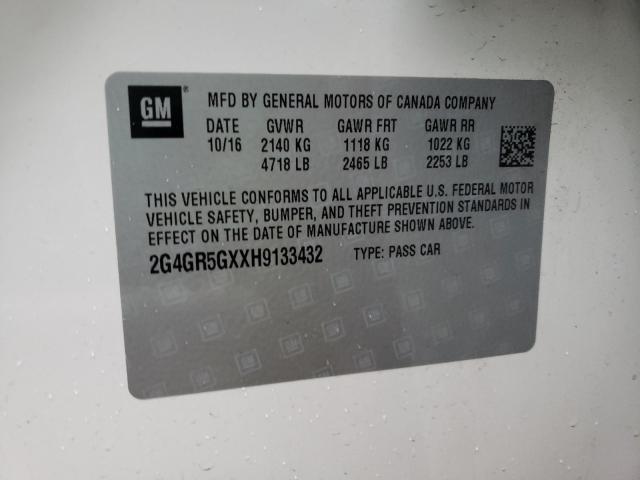 GM
MFD BY GENERAL MOTORS OF CANADA COMPANY
DATE GVWR GAWR FRT GAWR RR
10/16 2140 KG 1118 KG 1022 KG
4718 LB 2465 LB 2253 LB
THIS VEHICLE CONFORMS TO ALL APPLICABLE U.S. FEDERAL MOTOR
VEHICLE SAFETY, BUMPER, AND THEFT PREVENTION STANDARDS IN
EFFECT ON THE DATE OF MANUFACTURE SHOWN ABOVE.
2G4GR5GXXH9133432 TYPE: PASS CAR